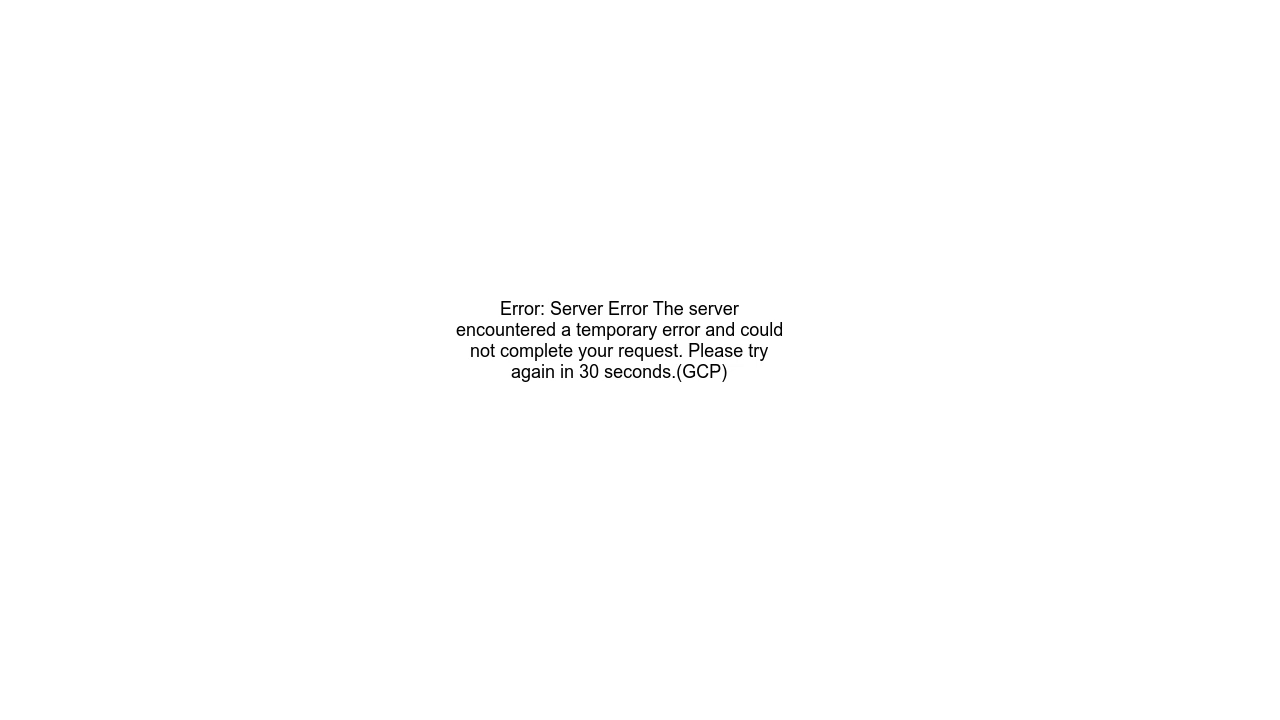 Error: Server Error The server
encountered a temporary error and could
not complete your request. Please try
again in 30 seconds.(GCP)